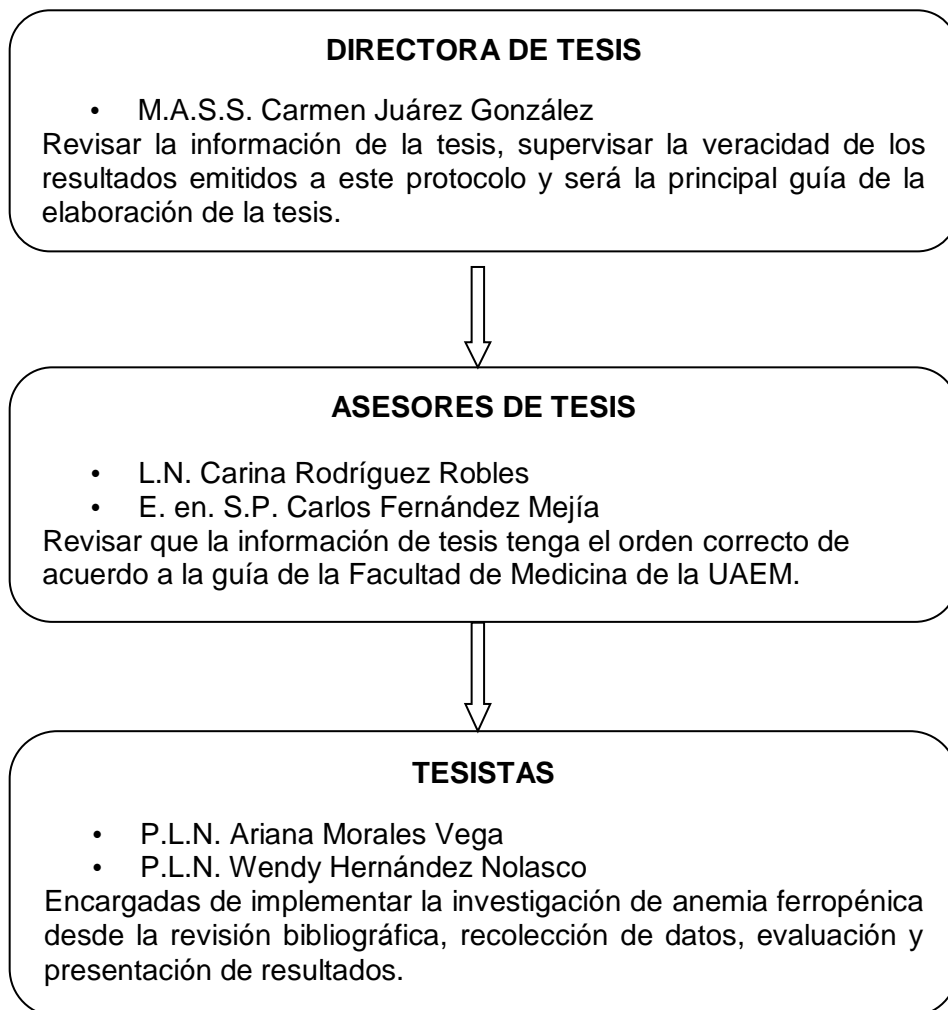 DIRECTORA DE TESIS
• M.A.S.S. Carmen Juárez González
Revisar la información de la tesis, supervisar la veracidad de los
resultados emitidos a este protocolo y será la principal guía de la
elaboración de la tesis.
ASESORES DE TESIS
• L.N. Carina Rodríguez Robles
• E. en. S.P. Carlos Fernández Mejía
Revisar que la información de tesis tenga el orden correcto de
acuerdo a la guía de la Facultad de Medicina de la UAEM.
TESISTAS
• P.L.N. Ariana Morales Vega
• P.L.N. Wendy Hernández Nolasco
Encargadas de implementar la investigación de anemia ferropénica
desde la revisión bibliográfica, recolección de datos, evaluación y
presentación de resultados.